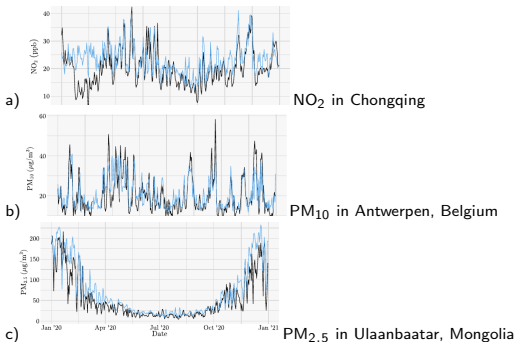 40
30
20
10
NO₂ (ppb)
a) NO₂ in Chongqing
60
40
20
PM₁₀ (μg/m³)
b) PM₁₀ in Antwerpen, Belgium
200
150
100
50
0
PM₂.₅ (μg/m³)
Jan '20 Apr '20 Jul '20 Oct '20 Jan '21
Date
c) PM₂.₅ in Ulaanbaatar, Mongolia